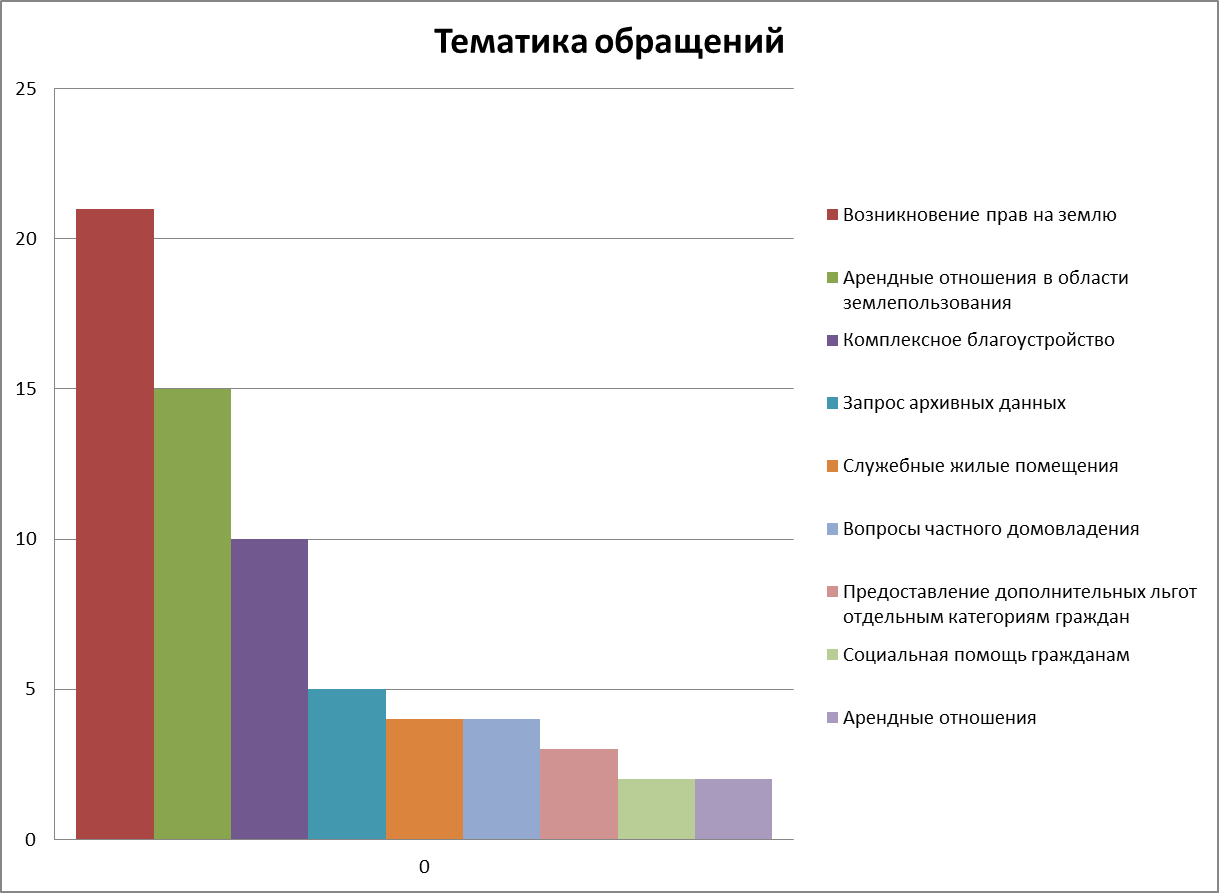 Тематика обращений
25
20
15
10
5
0
0
Возникновение прав на землю
Арендные отношения в области
землепользования
Комплексное благоустройство
Запрос архивных данных
Служебные жилые помещения
Вопросы частного домовладения
Предоставление дополнительных льгот
отдельным категориям граждан
Социальная помощь гражданам
Арендные отношения